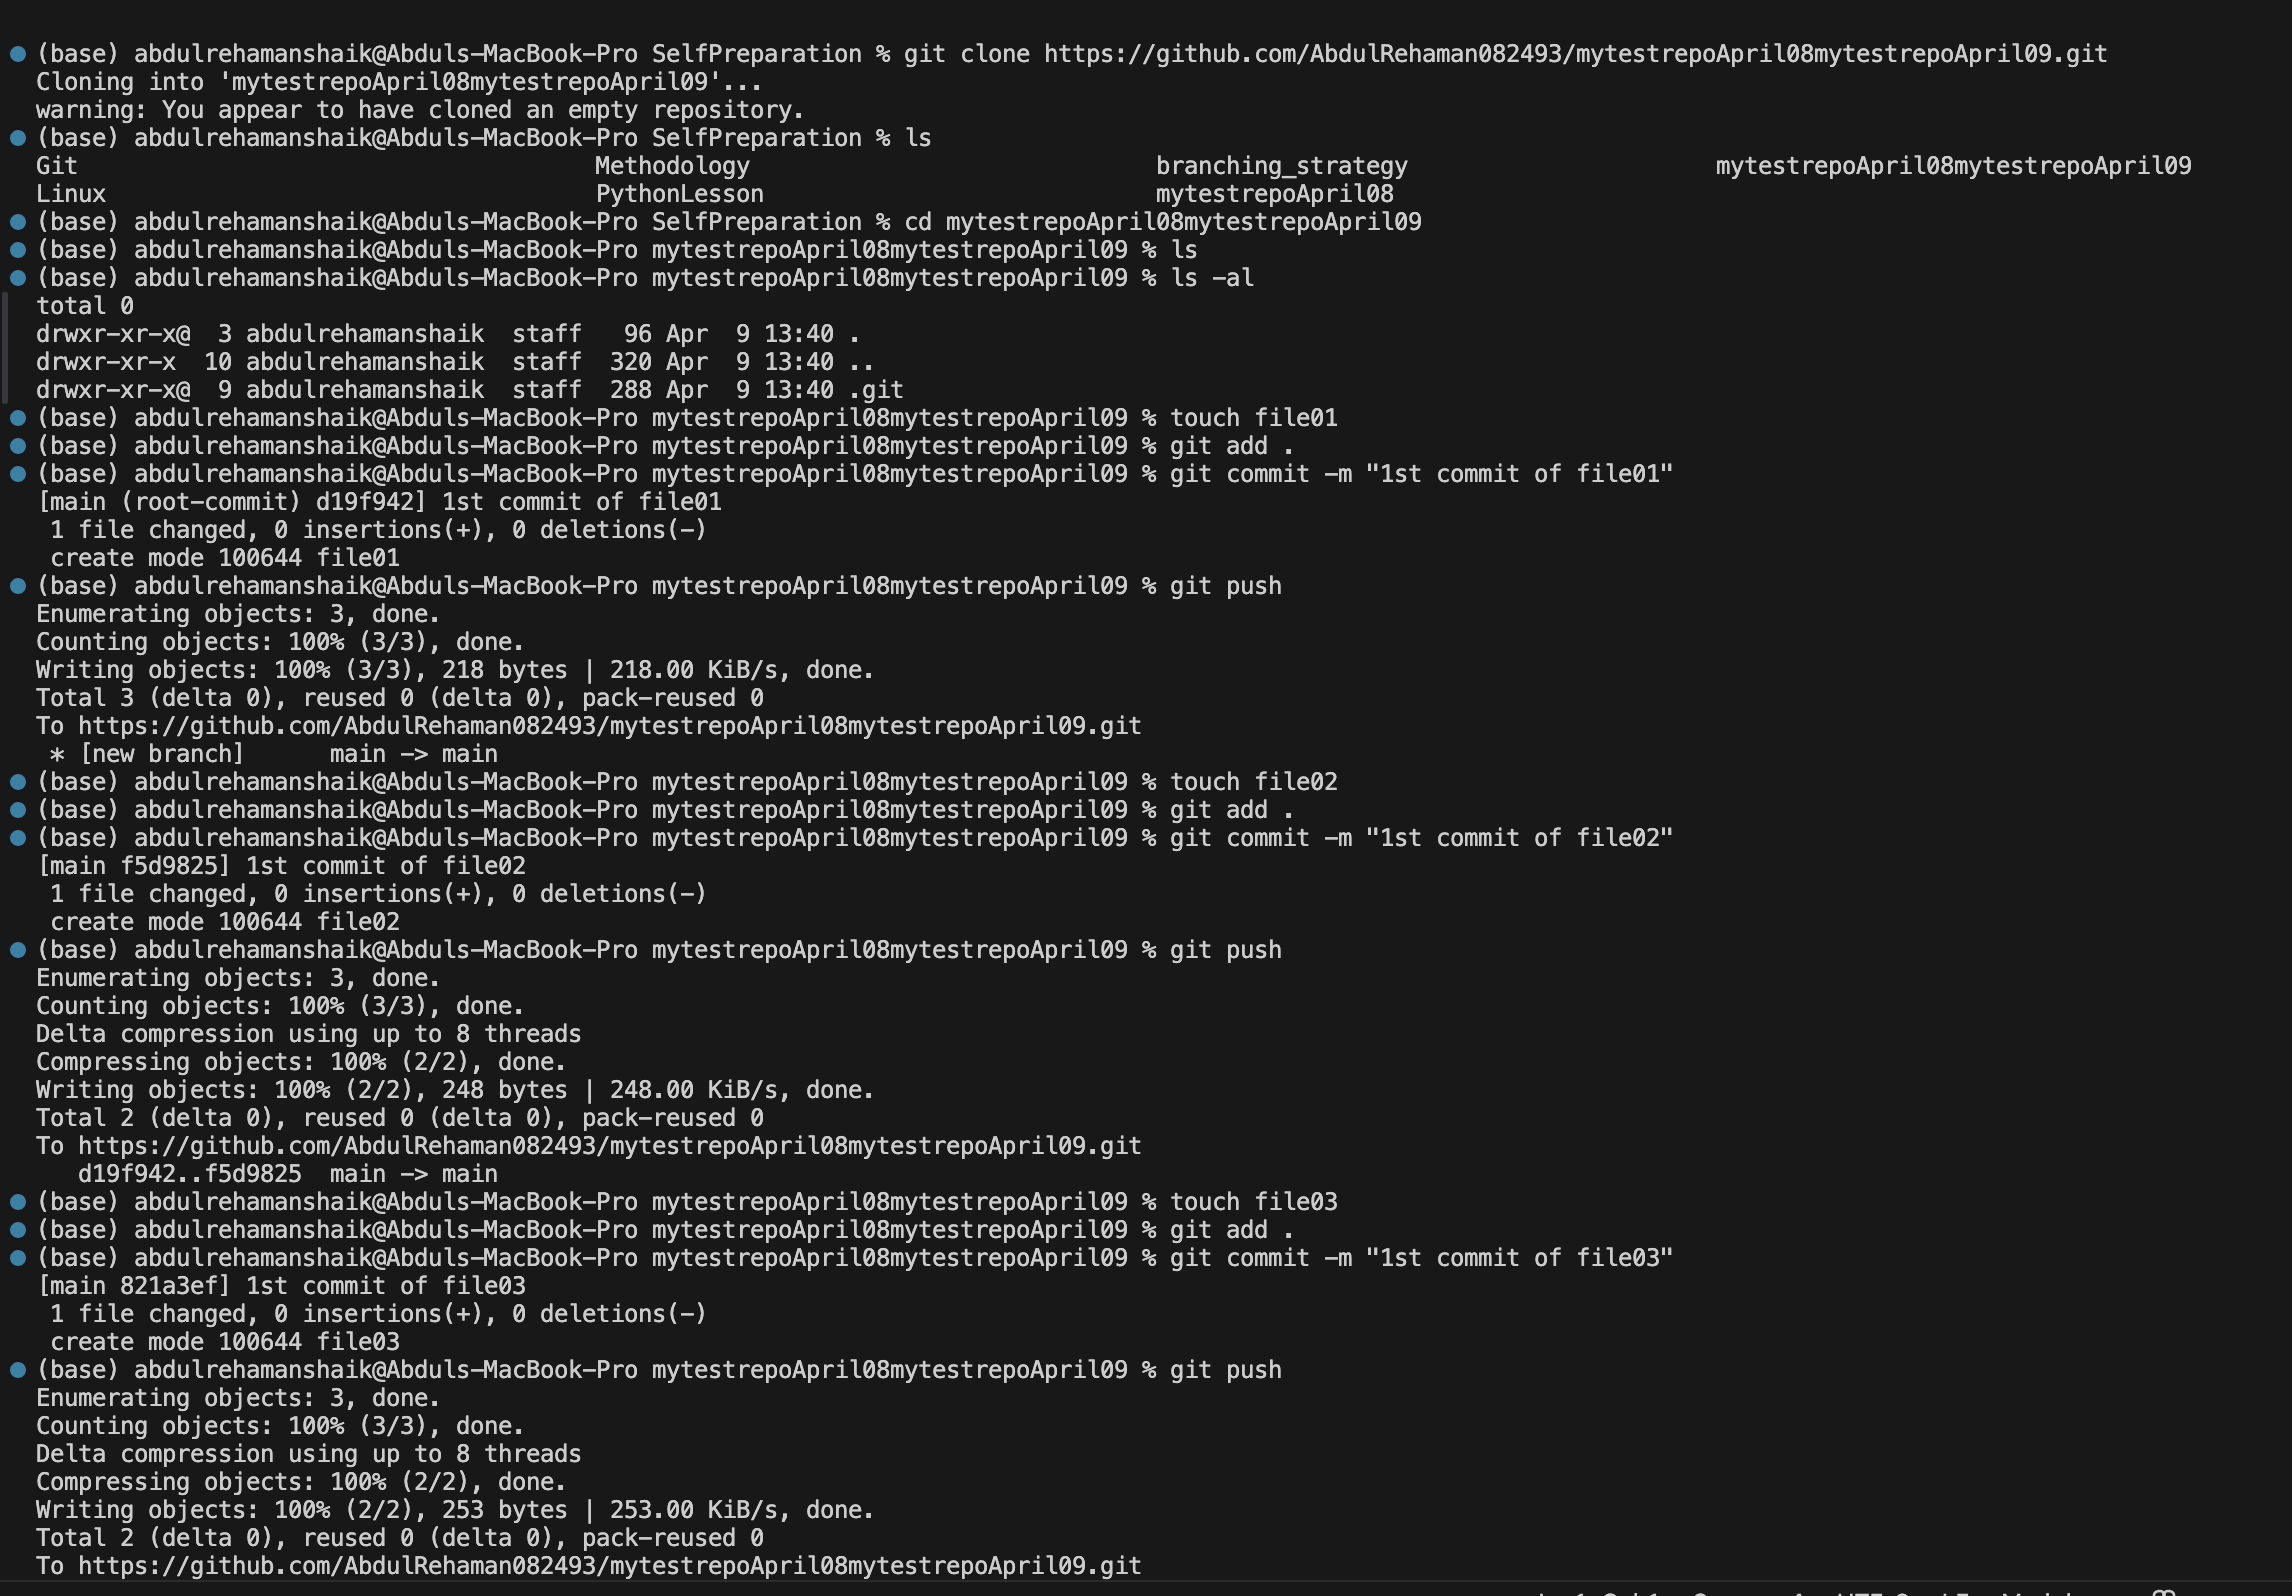 (base) abdulrehamanshaik@Abduls-MacBook-Pro SelfPreparation % git clone https://github.com/AbdulRehaman082493/mytestrepoApril08mytestrepoApril09.git
Cloning into 'mytestrepoApril08mytestrepoApril09'...
warning: You appear to have cloned an empty repository.
(base) abdulrehamanshaik@Abduls-MacBook-Pro SelfPreparation % ls
Git Methodology branching_strategy mytestrepoApril08mytestrepoApril09
Linux PythonLesson mytestrepoApril08
(base) abdulrehamanshaik@Abduls-MacBook-Pro SelfPreparation % cd mytestrepoApril08mytestrepoApril09
(base) abdulrehamanshaik@Abduls-MacBook-Pro mytestrepoApril08mytestrepoApril09 % ls
(base) abdulrehamanshaik@Abduls-MacBook-Pro mytestrepoApril08mytestrepoApril09 % ls -al
total 0
drwxr-xr-x@ 3 abdulrehamanshaik staff 96 Apr 9 13:40 .
drwxr-xr-x 10 abdulrehamanshaik staff 320 Apr 9 13:40 ..
drwxr-xr-x@ 9 abdulrehamanshaik staff 288 Apr 9 13:40 .git
(base) abdulrehamanshaik@Abduls-MacBook-Pro mytestrepoApril08mytestrepoApril09 % touch file01
(base) abdulrehamanshaik@Abduls-MacBook-Pro mytestrepoApril08mytestrepoApril09 % git add .
(base) abdulrehamanshaik@Abduls-MacBook-Pro mytestrepoApril08mytestrepoApril09 % git commit -m "1st commit of file01"
[main (root-commit) d19f942] 1st commit of file01
1 file changed, 0 insertions(+), 0 deletions(-)
create mode 100644 file01
(base) abdulrehamanshaik@Abduls-MacBook-Pro mytestrepoApril08mytestrepoApril09 % git push
Enumerating objects: 3, done.
Counting objects: 100% (3/3), done.
Writing objects: 100% (3/3), 218 bytes | 218.00 KiB/s, done.
Total 3 (delta 0), reused 0 (delta 0), pack-reused 0
To https://github.com/AbdulRehaman082493/mytestrepoApril08mytestrepoApril09.git
* [new branch] main -> main
(base) abdulrehamanshaik@Abduls-MacBook-Pro mytestrepoApril08mytestrepoApril09 % touch file02
(base) abdulrehamanshaik@Abduls-MacBook-Pro mytestrepoApril08mytestrepoApril09 % git add .
(base) abdulrehamanshaik@Abduls-MacBook-Pro mytestrepoApril08mytestrepoApril09 % git commit -m "1st commit of file02"
[main f5d9825] 1st commit of file02
1 file changed, 0 insertions(+), 0 deletions(-)
create mode 100644 file02
(base) abdulrehamanshaik@Abduls-MacBook-Pro mytestrepoApril08mytestrepoApril09 % git push
Enumerating objects: 3, done.
Counting objects: 100% (3/3), done.
Delta compression using up to 8 threads
Compressing objects: 100% (2/2), done.
Writing objects: 100% (2/2), 248 bytes | 248.00 KiB/s, done.
Total 2 (delta 0), reused 0 (delta 0), pack-reused 0
To https://github.com/AbdulRehaman082493/mytestrepoApril08mytestrepoApril09.git
d19f942..f5d9825 main -> main
(base) abdulrehamanshaik@Abduls-MacBook-Pro mytestrepoApril08mytestrepoApril09 % touch file03
(base) abdulrehamanshaik@Abduls-MacBook-Pro mytestrepoApril08mytestrepoApril09 % git add .
(base) abdulrehamanshaik@Abduls-MacBook-Pro mytestrepoApril08mytestrepoApril09 % git commit -m "1st commit of file03"
[main 821a3ef] 1st commit of file03
1 file changed, 0 insertions(+), 0 deletions(-)
create mode 100644 file03
(base) abdulrehamanshaik@Abduls-MacBook-Pro mytestrepoApril08mytestrepoApril09 % git push
Enumerating objects: 3, done.
Counting objects: 100% (3/3), done.
Delta compression using up to 8 threads
Compressing objects: 100% (2/2), done.
Writing objects: 100% (2/2), 253 bytes | 253.00 KiB/s, done.
Total 2 (delta 0), reused 0 (delta 0), pack-reused 0
To https://github.com/AbdulRehaman082493/mytestrepoApril08mytestrepoApril09.git